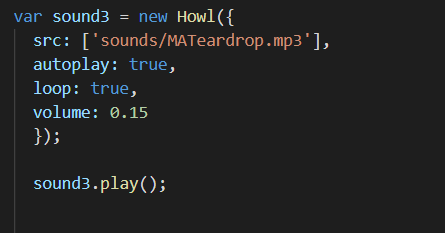 var sound3 = new Howl({
src: ['sounds/MATeardrop.mp3'],
autoplay: true,
loop: true,
volume: 0.15
});
sound3.play();